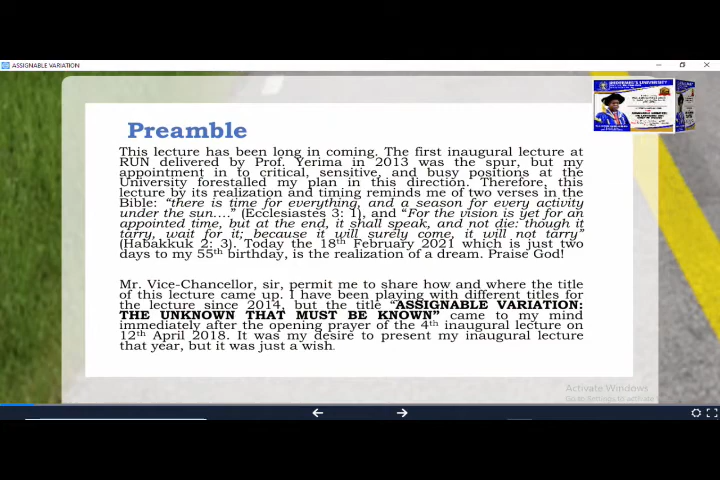 ASSIGNABLE VARIATION
Preamble
This lecture has been long in coming, The first inaugural lecture at
RUN delivered by Prof. Yerima in 2013 was the spur, but my
appointment in to critical, sensitive, and busy positions at the
University forestalled my plan in this direction. Therefore, this
lecture by its realization and timing reminds me of two verses in the
Bible: “there is time for everything, and a season for every activity
under the sun….” (Ecclesiastes 3: 1), and “For the vision is yet for an
appointed time, but at the end, it shall speak, and not die: though it
tarry, wait for it; because it will surely come, it will not tarry”
(Habakkuk 2: 3). Today the 18th February 2021 which is just two
days to my 55th birthday, is the realization of a dream. Praise God!
Mr. Vice-Chancellor, sir, permit me to share how and where the title
of this lecture came up. I have been playing with different titles for
the lecture since 2014, but the title “ASSIGNABLE VARIATION:
THE UNKNOWN THAT MUST BE KNOWN” came to my mind
immediately after the opening prayer of the 4th inaugural lecture on
12th April 2018. It was my desire to present my inaugural lecture
that year, but it was just a wish.
Activate Windows
Go to Settings to activate